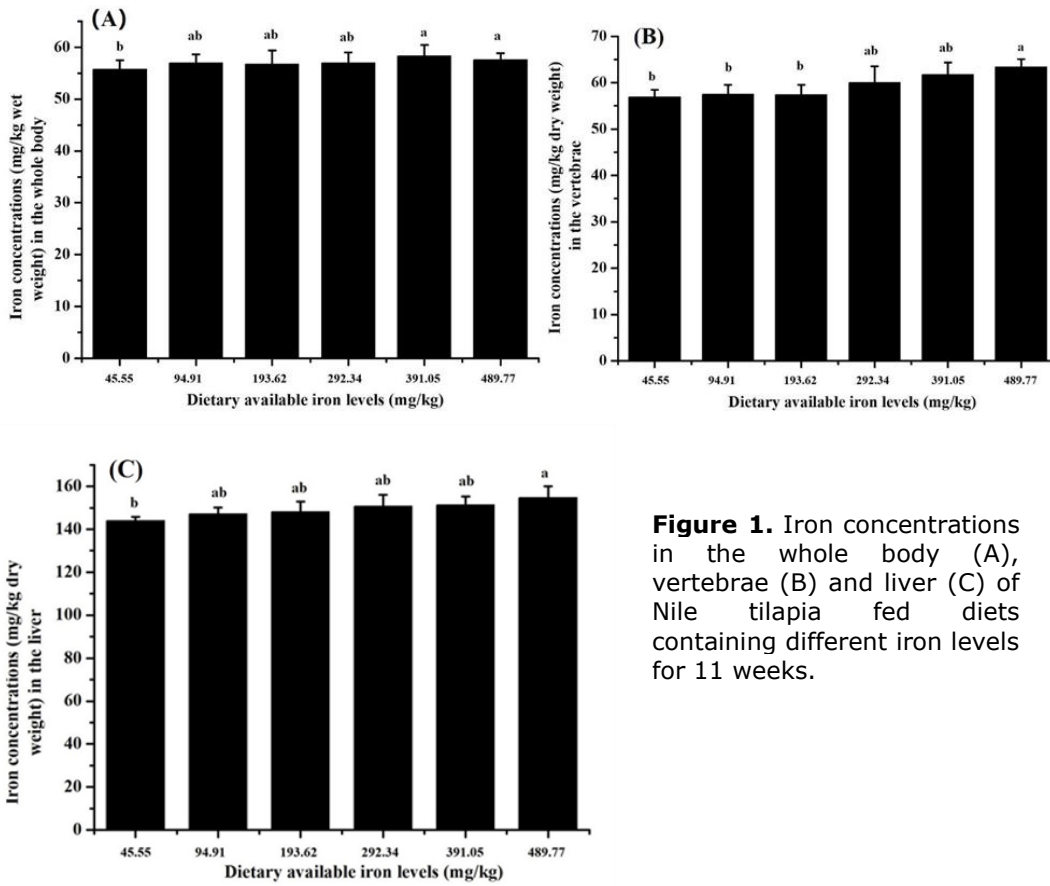 (A)
Iron concentrations (mg/kg wet
weight) in the whole body
60
50
40
30
20
10
0
b
ab
ab
ab
a
a
45.55
94.91
193.62
292.34
391.05
489.77
Dietary available iron levels (mg/kg)
(B)
Iron concentrations (mg/kg dry weight)
in the vertebrae
70
60
50
40
30
20
10
0
b
b
b
ab
ab
a
45.55
94.91
193.62
292.34
391.05
489.77
Dietary available iron levels (mg/kg)
(C)
Iron concentrations (mg/kg dry
weight) in the liver
160
140
120
100
80
60
40
20
0
b
ab
ab
ab
ab
a
45.55
94.91
193.62
292.34
391.05
489.77
Dietary available iron levels (mg/kg)
Figure 1. Iron concentrations
in the whole body (A),
vertebrae (B) and liver (C) of
Nile tilapia fed diets
containing different iron levels
for 11 weeks.